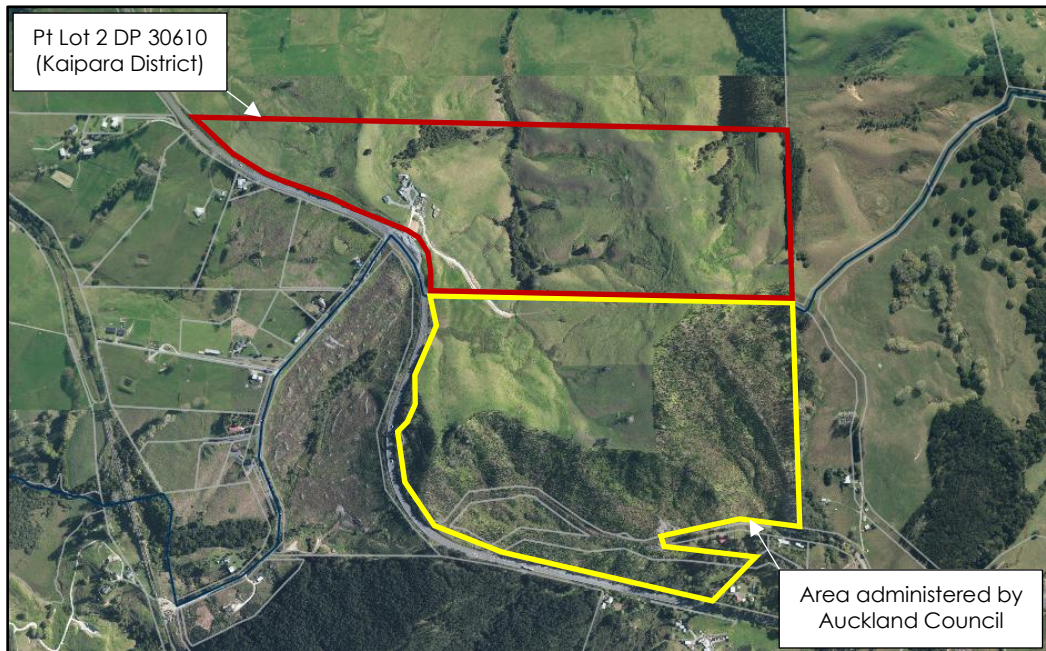 Pt Lot 2 DP 30610
(Kaipara District)
Area administered by
Auckland Council